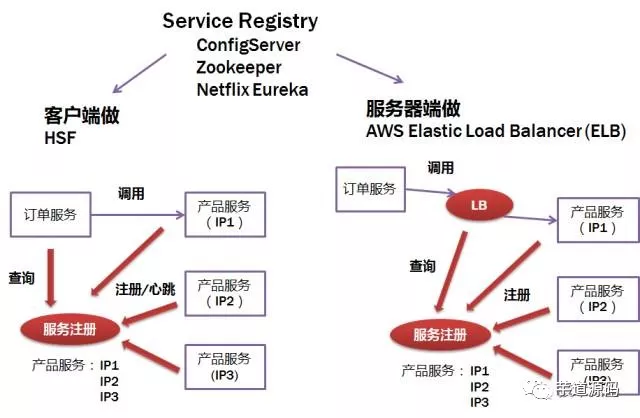 Service Registry
ConfigServer
Zookeeper
Netflix Eureka
客户端做
HSF
服务器端做
AWS Elastic Load Balancer (ELB)
订单服务
调用
产品服务
（IP1）
查询
注册/心跳
产品服务
（IP2）
服务注册
产品服务
(IP3)
产品服务：IP1
IP2
IP3
订单服务
调用
LB
产品服务
（IP1）
查询
注册
产品服务
（IP2）
服务注册
产品服务
(IP3)
产品服务：IP1
IP2
IP3
芋道源码